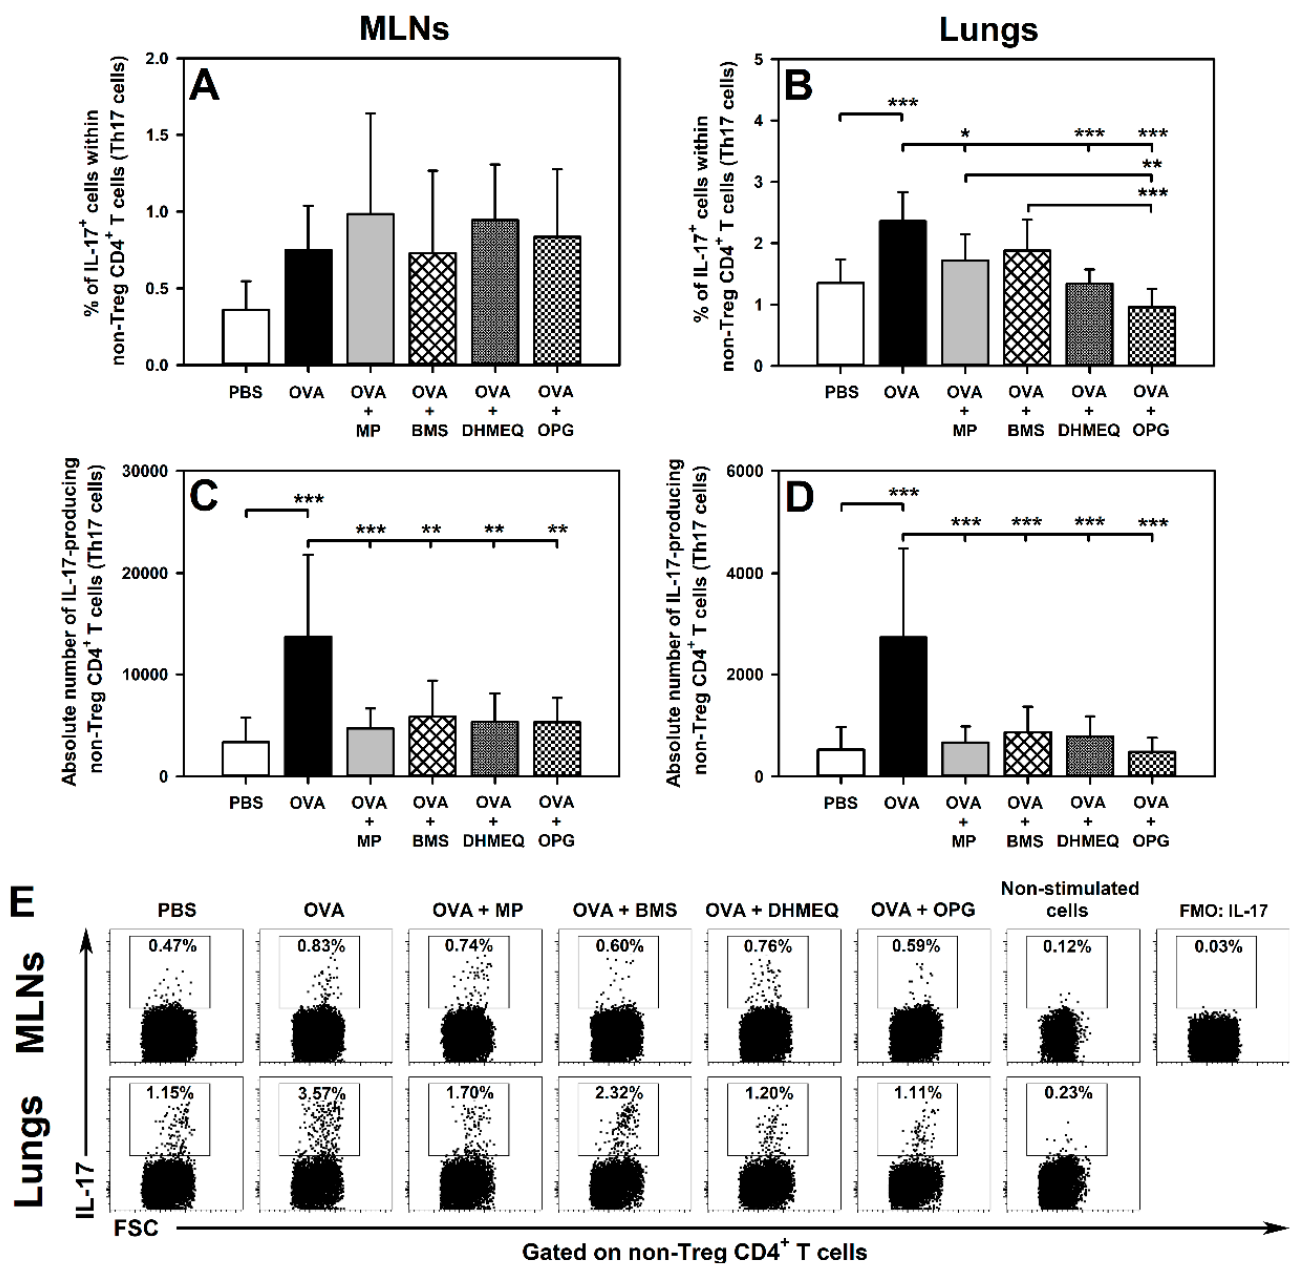 MLNs
Lungs
A
% of IL-17⁺ cells within
non-Treg CD4⁺ T cells (Th17 cells)
2.0
1.5
1.0
0.5
0.0
PBS
OVA
OVA + MP
OVA + BMS
OVA + DHMEQ
OVA + OPG
B
% of IL-17⁺ cells within
non-Treg CD4⁺ T cells (Th17 cells)
5
4
3
2
1
0
***
* *** ***
**
***
PBS
OVA
OVA + MP
OVA + BMS
OVA + DHMEQ
OVA + OPG
C
Absolute number of IL-17-producing
non-Treg CD4⁺ T cells (Th17 cells)
30000
20000
10000
0
***
*** ** ** **
PBS
OVA
OVA + MP
OVA + BMS
OVA + DHMEQ
OVA + OPG
D
Absolute number of IL-17-producing
non-Treg CD4⁺ T cells (Th17 cells)
6000
4000
2000
0
***
*** *** *** ***
PBS
OVA
OVA + MP
OVA + BMS
OVA + DHMEQ
OVA + OPG
E
PBS OVA OVA + MP OVA + BMS OVA + DHMEQ OVA + OPG Non-stimulated cells FMO: IL-17
MLNs
0.47% 0.83% 0.74% 0.60% 0.76% 0.59% 0.12% 0.03%
Lungs
1.15% 3.57% 1.70% 2.32% 1.20% 1.11% 0.23%
IL-17
FSC
Gated on non-Treg CD4⁺ T cells